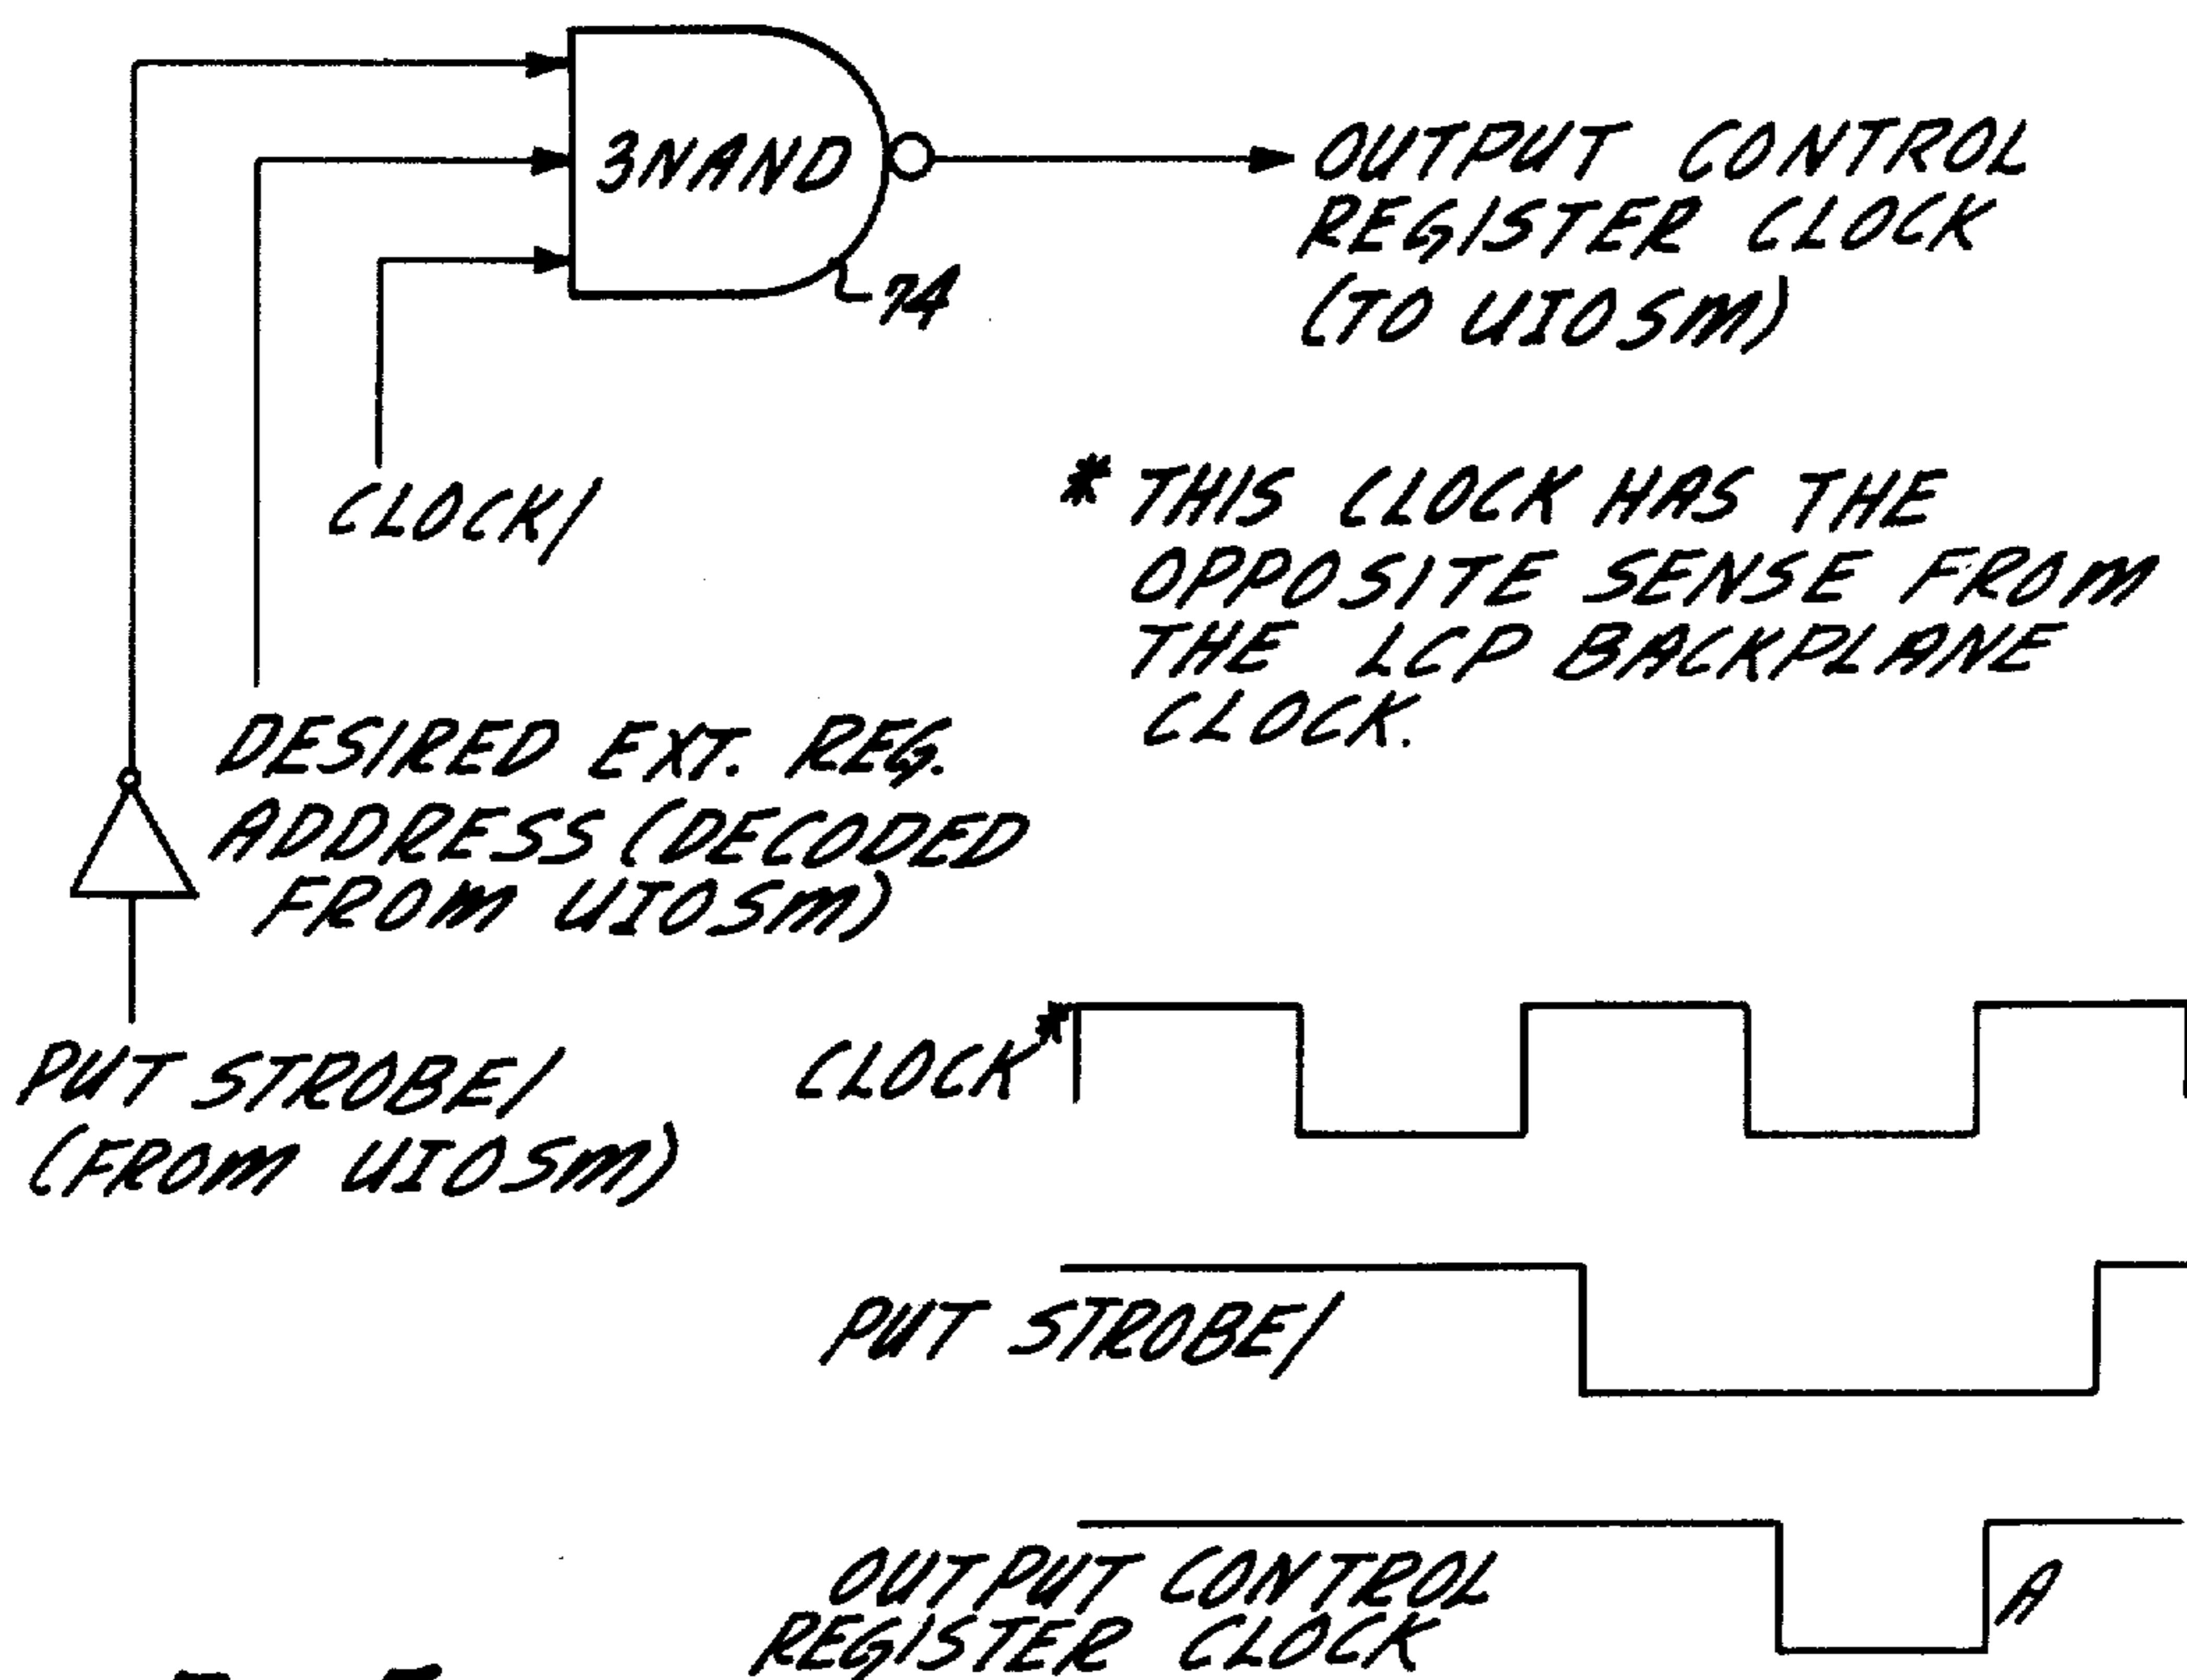 3NAND
OUTPUT CONTROL
REGISTER CLOCK
(TO UIOSM)
74
CLOCK/
* THIS CLOCK HAS THE
OPPOSITE SENSE FROM
THE LCP BACKPLANE
CLOCK.
DESIRED EXT. REG.
ADDRESS (DECODED
FROM UIOSM)
PUT STROBE/
(FROM UIOSM)
CLOCK*
PUT STROBE/
OUTPUT CONTROL
REGISTER CLOCK
A